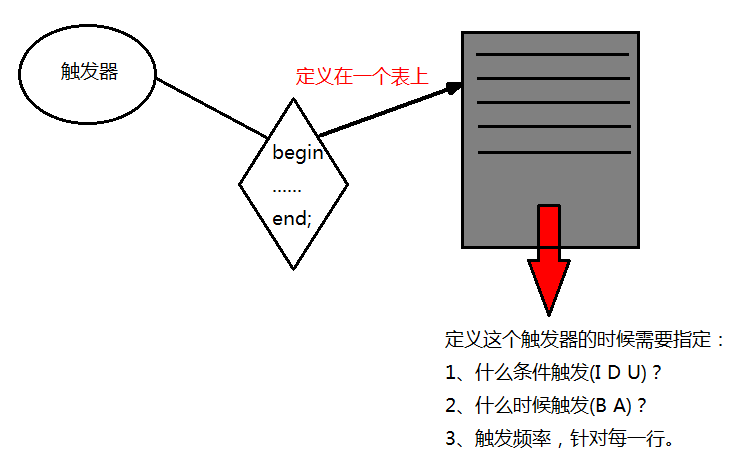 触发器
定义在一个表上
begin
......
end;
定义这个触发器的时候需要指定：
1、什么条件触发(I D U)？
2、什么时候触发(B A)？
3、触发频率，针对每一行。